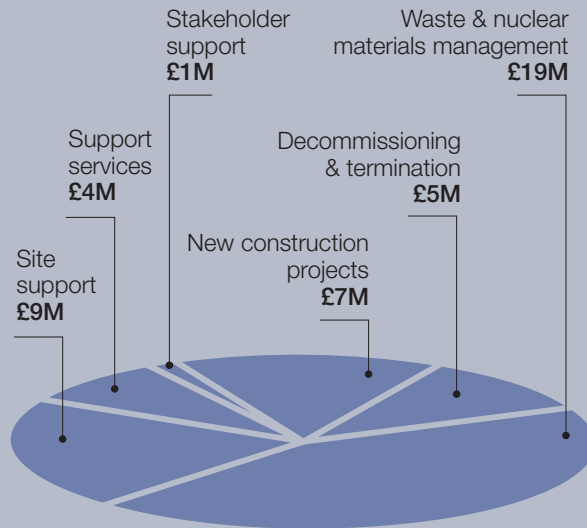 Stakeholder
support
£1M
Waste & nuclear
materials management
£19M
Support
services
£4M
Decommissioning
& termination
£5M
New construction
projects
£7M
Site
support
£9M